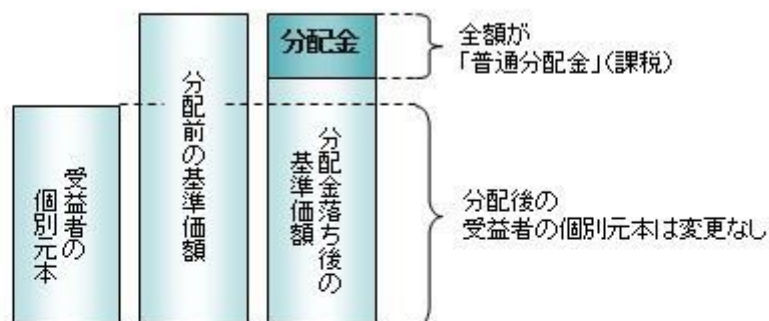 受益者の
個別元本
分配前の基準価額
分配金
分配金落ち後の
基準価額
全額が
「普通分配金」(課税)
分配後の
受益者の個別元本は変更なし